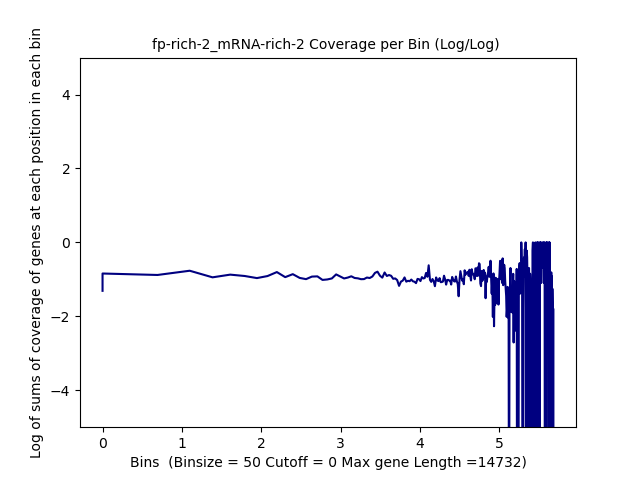 fp-rich-2_mRNA-rich-2 Coverage per Bin (Log/Log)
Log of sums of coverage of genes at each position in each bin
4
2
0
−2
−4
0 1 2 3 4 5
Bins  (Binsize = 50 Cutoff = 0 Max gene Length =14732)